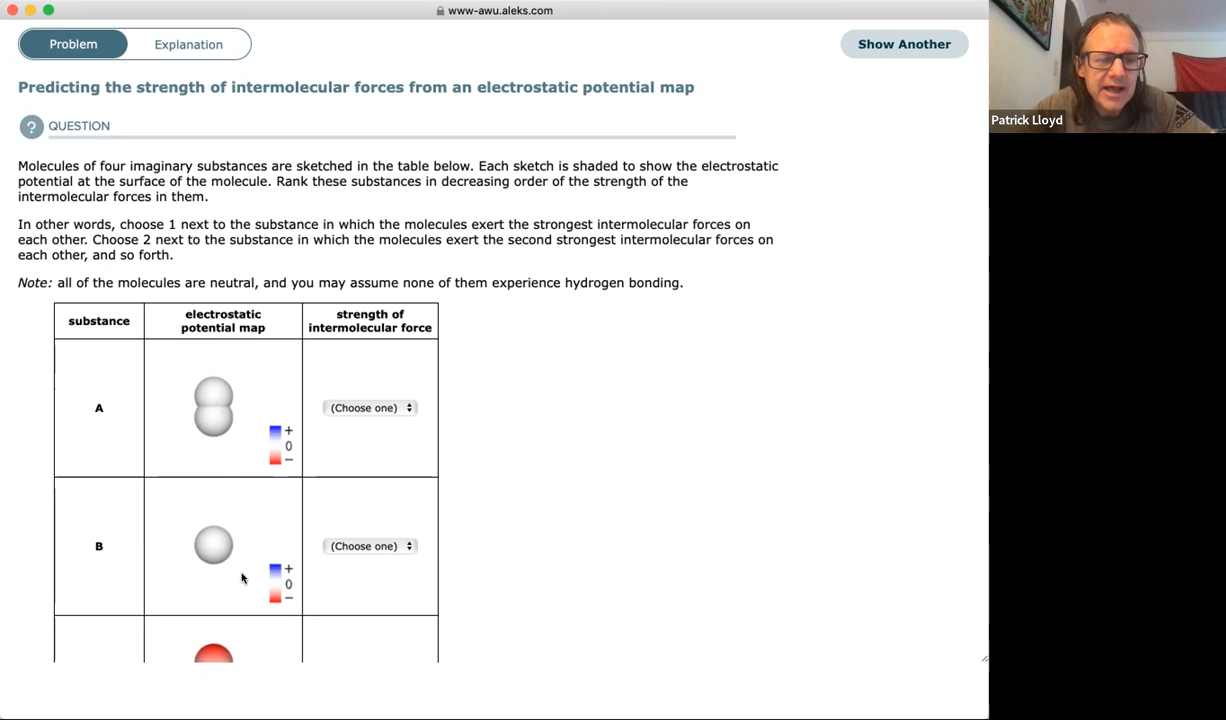 www-awu.aleks.com
Problem
Explanation
Show Another
Predicting the strength of intermolecular forces from an electrostatic potential map
? QUESTION
Molecules of four imaginary substances are sketched in the table below. Each sketch is shaded to show the electrostatic
potential at the surface of the molecule. Rank these substances in decreasing order of the strength of the
intermolecular forces in them.
In other words, choose 1 next to the substance in which the molecules exert the strongest intermolecular forces on
each other. Choose 2 next to the substance in which the molecules exert the second strongest intermolecular forces on
each other, and so forth.
Note: all of the molecules are neutral, and you may assume none of them experience hydrogen bonding.
substance
electrostatic
potential map
strength of
intermolecular force
A
+
0
−
(Choose one)
B
+
0
−
(Choose one)
Patrick Lloyd